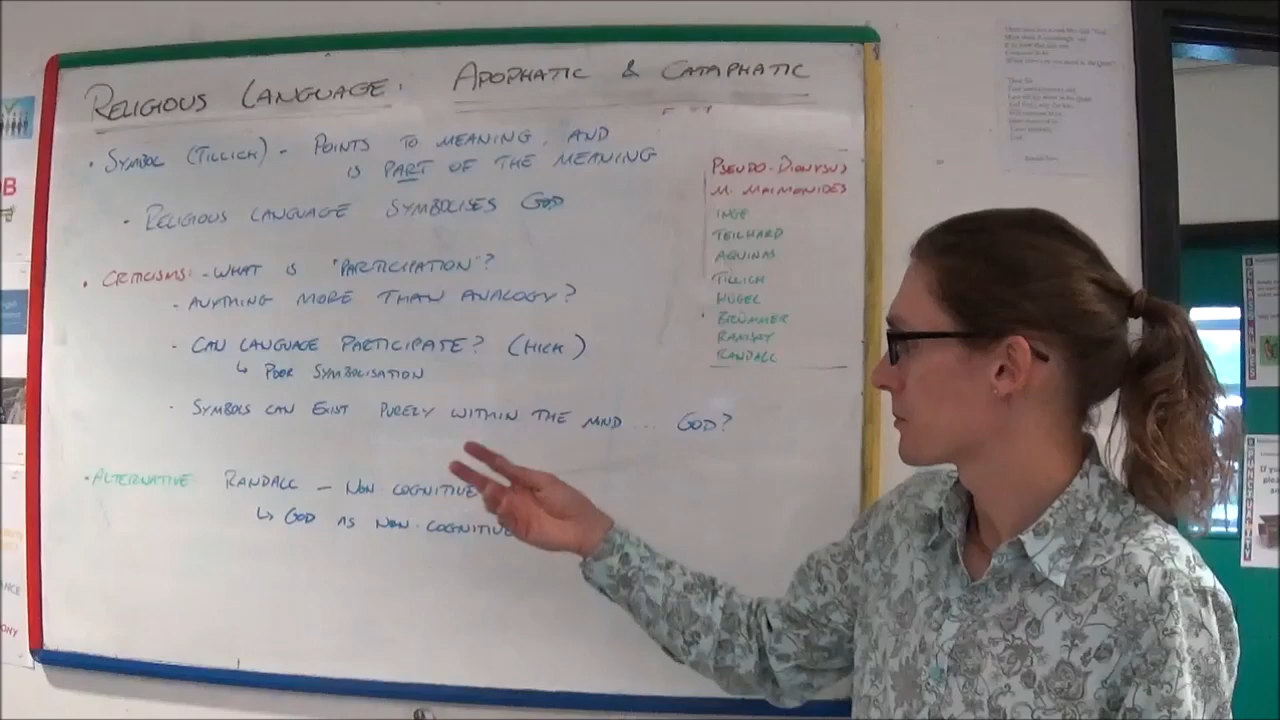 RELIGIOUS LANGUAGE: APOPHATIC & CATAPHATIC
• SYMBOL (TILLICH) - POINTS TO MEANING, AND
IS PART OF THE MEANING
- RELIGIOUS LANGUAGE SYMBOLISES GOD
• CRITICISMS: - WHAT IS "PARTICIPATION"?
- ANYTHING MORE THAN ANALOGY?
- CAN LANGUAGE PARTICIPATE? (HICK)
↳ POOR SYMBOLISATION
- SYMBOLS CAN EXIST PURELY WITHIN THE MIND ... GOD?
• ALTERNATIVE: RANDALL - NON COGNITIVE
↳ GOD AS NON-COGNITIVE
PSEUDO-DIONYSUS
M. MAIMONIDES
INGE
TEILHARD
AQUINAS
TILLICH
HÜGEL
BRÜMMER
RAMSEY
RANDALL